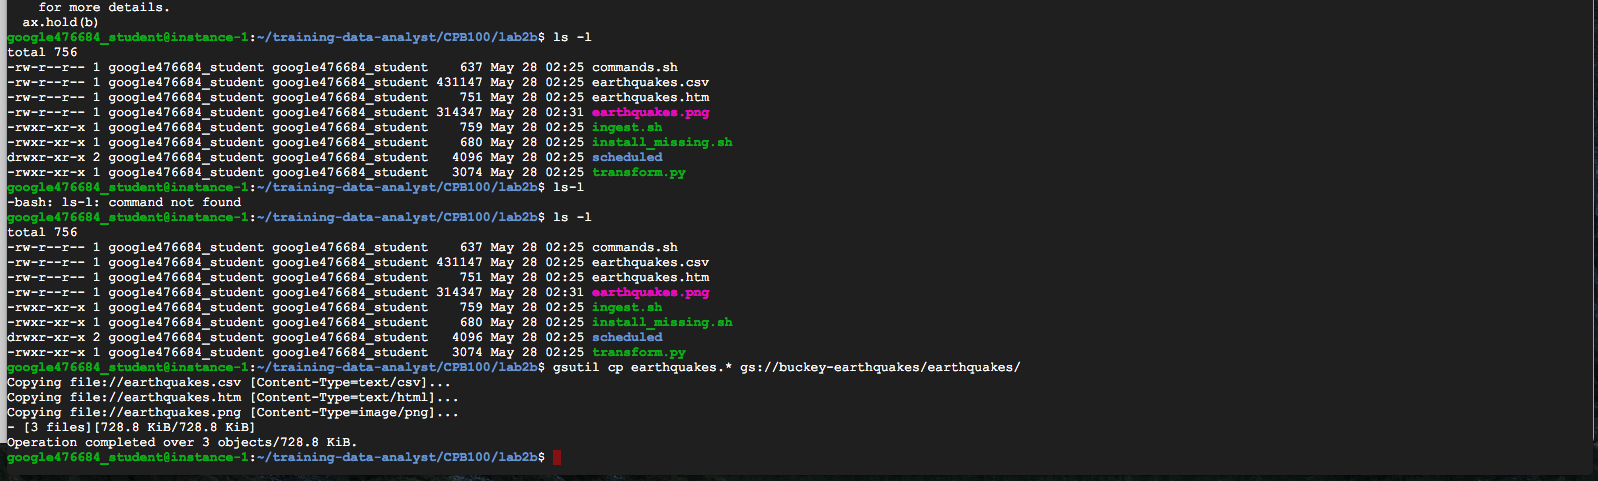 for more details.
ax.hold(b)
google476684_student@instance-1:~/training-data-analyst/CPB100/lab2b$ ls -l
total 756
-rw-r--r-- 1 google476684_student google476684_student    637 May 28 02:25 commands.sh
-rw-r--r-- 1 google476684_student google476684_student 431147 May 28 02:25 earthquakes.csv
-rw-r--r-- 1 google476684_student google476684_student    751 May 28 02:25 earthquakes.htm
-rw-r--r-- 1 google476684_student google476684_student 314347 May 28 02:31 earthquakes.png
-rwxr-xr-x 1 google476684_student google476684_student    759 May 28 02:25 ingest.sh
-rwxr-xr-x 1 google476684_student google476684_student    680 May 28 02:25 install_missing.sh
drwxr-xr-x 2 google476684_student google476684_student   4096 May 28 02:25 scheduled
-rwxr-xr-x 1 google476684_student google476684_student   3074 May 28 02:25 transform.py
google476684_student@instance-1:~/training-data-analyst/CPB100/lab2b$ ls-l
-bash: ls-l: command not found
google476684_student@instance-1:~/training-data-analyst/CPB100/lab2b$ ls -l
total 756
-rw-r--r-- 1 google476684_student google476684_student    637 May 28 02:25 commands.sh
-rw-r--r-- 1 google476684_student google476684_student 431147 May 28 02:25 earthquakes.csv
-rw-r--r-- 1 google476684_student google476684_student    751 May 28 02:25 earthquakes.htm
-rw-r--r-- 1 google476684_student google476684_student 314347 May 28 02:31 earthquakes.png
-rwxr-xr-x 1 google476684_student google476684_student    759 May 28 02:25 ingest.sh
-rwxr-xr-x 1 google476684_student google476684_student    680 May 28 02:25 install_missing.sh
drwxr-xr-x 2 google476684_student google476684_student   4096 May 28 02:25 scheduled
-rwxr-xr-x 1 google476684_student google476684_student   3074 May 28 02:25 transform.py
google476684_student@instance-1:~/training-data-analyst/CPB100/lab2b$ gsutil cp earthquakes.* gs://buckey-earthquakes/earthquakes/
Copying file://earthquakes.csv [Content-Type=text/csv]...
Copying file://earthquakes.htm [Content-Type=text/html]...
Copying file://earthquakes.png [Content-Type=image/png]...
- [3 files][728.8 KiB/728.8 KiB]
Operation completed over 3 objects/728.8 KiB.
google476684_student@instance-1:~/training-data-analyst/CPB100/lab2b$